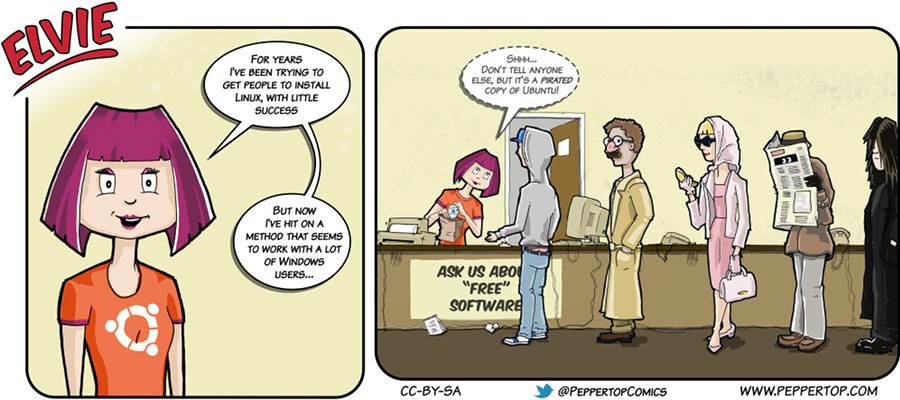 ELVIE
FOR YEARS
I'VE BEEN TRYING TO
GET PEOPLE TO INSTALL
LINUX, WITH LITTLE
SUCCESS
BUT NOW
I'VE HIT ON A
METHOD THAT SEEMS
TO WORK WITH A LOT
OF WINDOWS
USERS...
SHHH...
DON'T TELL ANYONE
ELSE, BUT IT'S A PIRATED
COPY OF UBUNTU!
ASK US ABOU
"FREE"
SOFTWARE
CC-BY-SA
@PEPPERTOPCOMICS
WWW.PEPPERTOP.COM